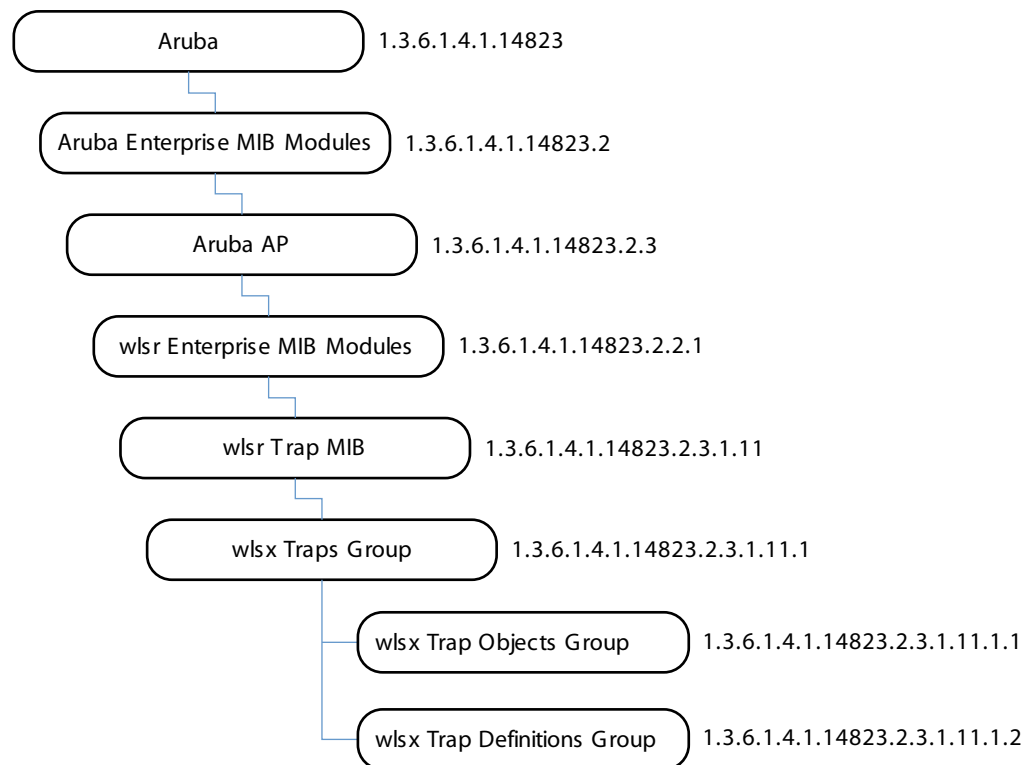 Aruba 1.3.6.1.4.1.14823
Aruba Enterprise MIB Modules 1.3.6.1.4.1.14823.2
Aruba AP 1.3.6.1.4.1.14823.2.3
wlsr Enterprise MIB Modules 1.3.6.1.4.1.14823.2.2.1
wlsr Trap MIB 1.3.6.1.4.1.14823.2.3.1.11
wlsx Traps Group 1.3.6.1.4.1.14823.2.3.1.11.1
wlsx Trap Objects Group 1.3.6.1.4.1.14823.2.3.1.11.1.1
wlsx Trap Definitions Group 1.3.6.1.4.1.14823.2.3.1.11.1.2